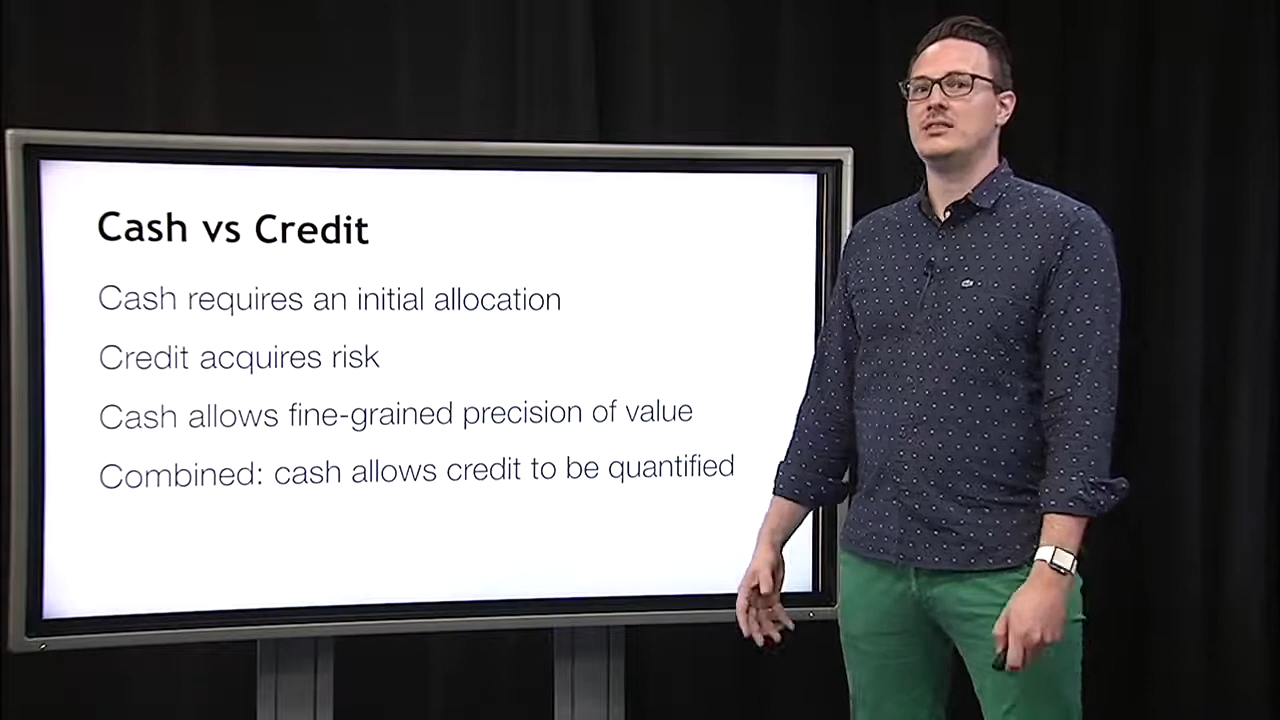 Cash vs Credit
Cash requires an initial allocation
Credit acquires risk
Cash allows fine-grained precision of value
Combined: cash allows credit to be quantified